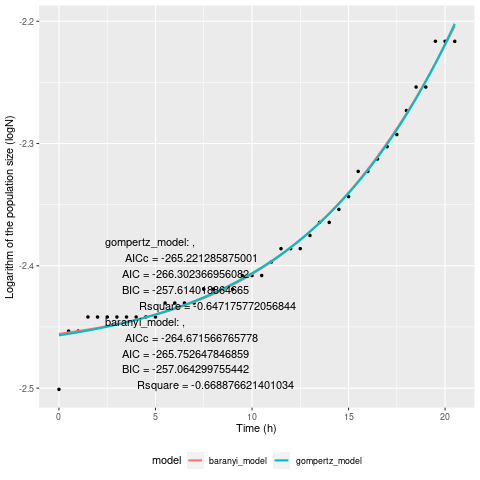 -2.2
-2.3
-2.4
-2.5
Logarithm of the population size (logN)
gompertz_model: ,
AICc = -265.221285875001
AIC = -266.302366956082
Rsquare = -0.647175772056844
baranyi_model: ,
AICc = -264.671566765778
AIC = -265.752647846859
BIC = -257.064299755442
Rsquare = -0.668876621401034
0 5 10 15 20
Time (h)
model baranyi_model gompertz_model